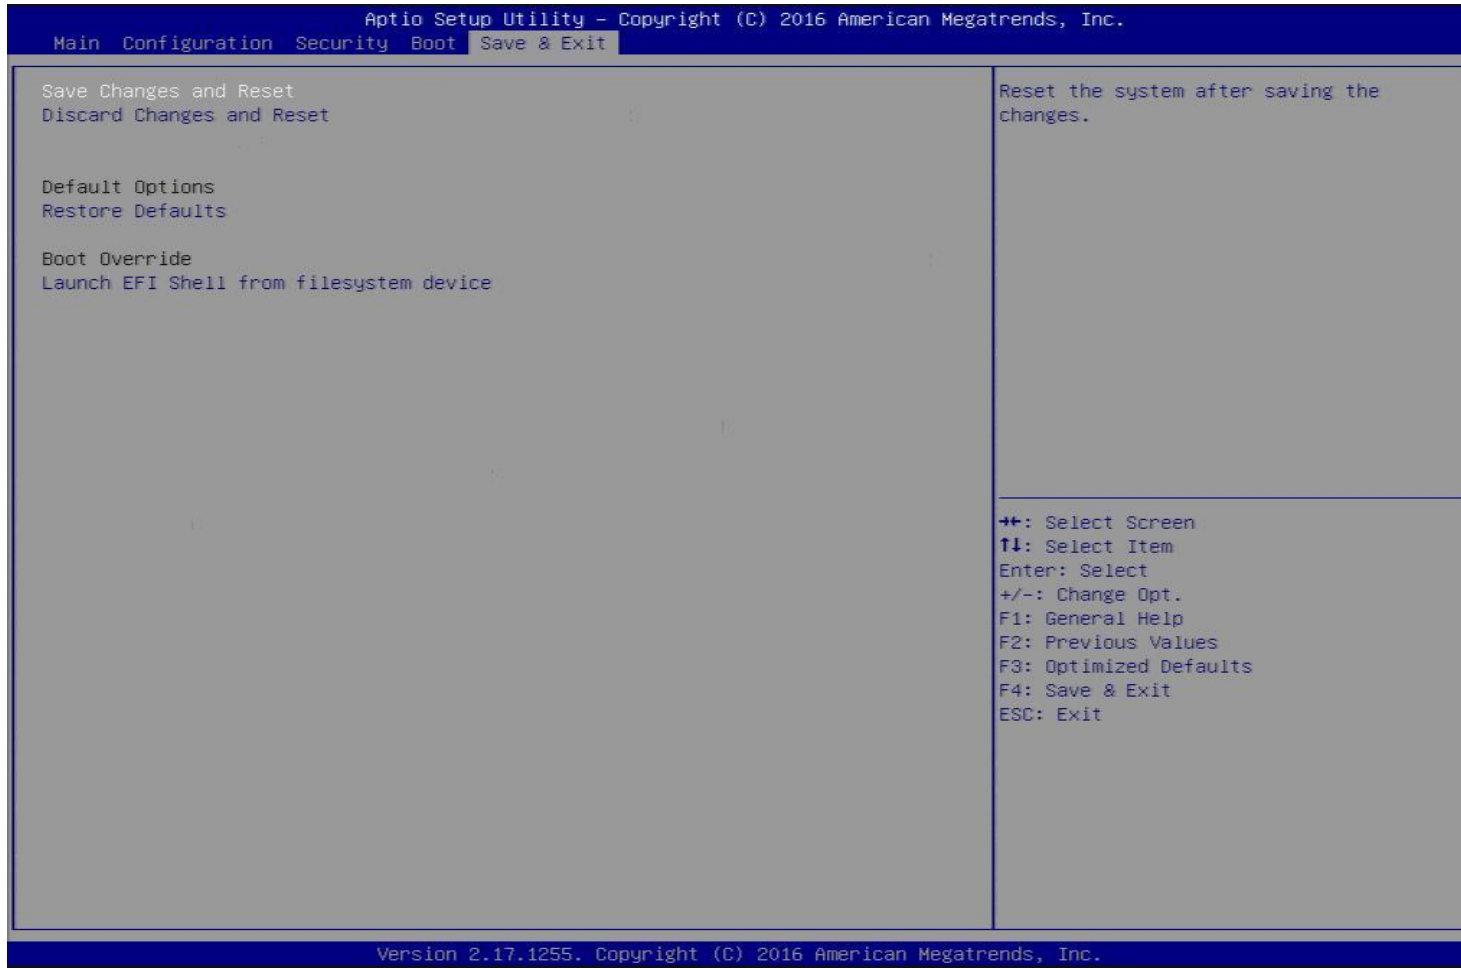 Aptio Setup Utility – Copyright (C) 2016 American Megatrends, Inc.
Main Configuration Security Boot Save & Exit
Save Changes and Reset
Discard Changes and Reset
Default Options
Restore Defaults
Boot Override
Launch EFI Shell from filesystem device
Reset the system after saving the
changes.
→←: Select Screen
↑↓: Select Item
Enter: Select
+/-: Change Opt.
F1: General Help
F2: Previous Values
F3: Optimized Defaults
F4: Save & Exit
ESC: Exit
Version 2.17.1255. Copyright (C) 2016 American Megatrends, Inc.